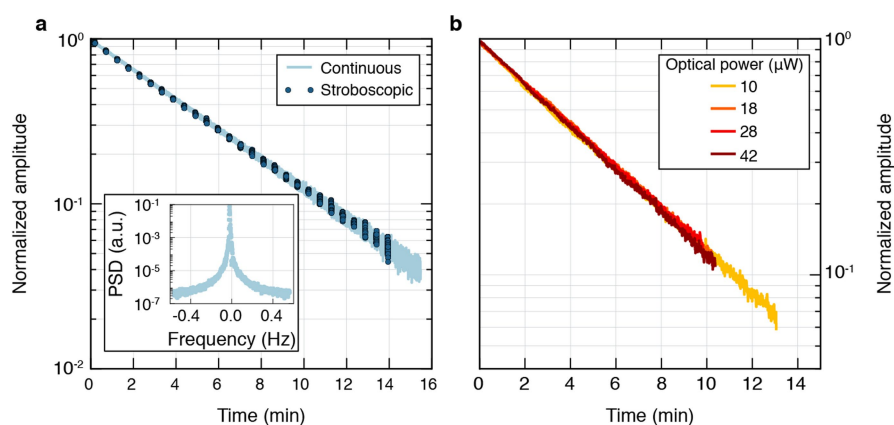 a
Normalized amplitude
10⁰
10⁻¹
10⁻²
0 2 4 6 8 10 12 14 16
Time (min)
Continuous
Stroboscopic
PSD (a.u.)
10⁻¹
10⁻³
10⁻⁵
10⁻⁷
-0.4 0.0 0.4
Frequency (Hz)
b
Optical power (μW)
10
18
28
42
0 2 4 6 8 10 12 14
Time (min)
10⁰
10⁻¹
Normalized amplitude